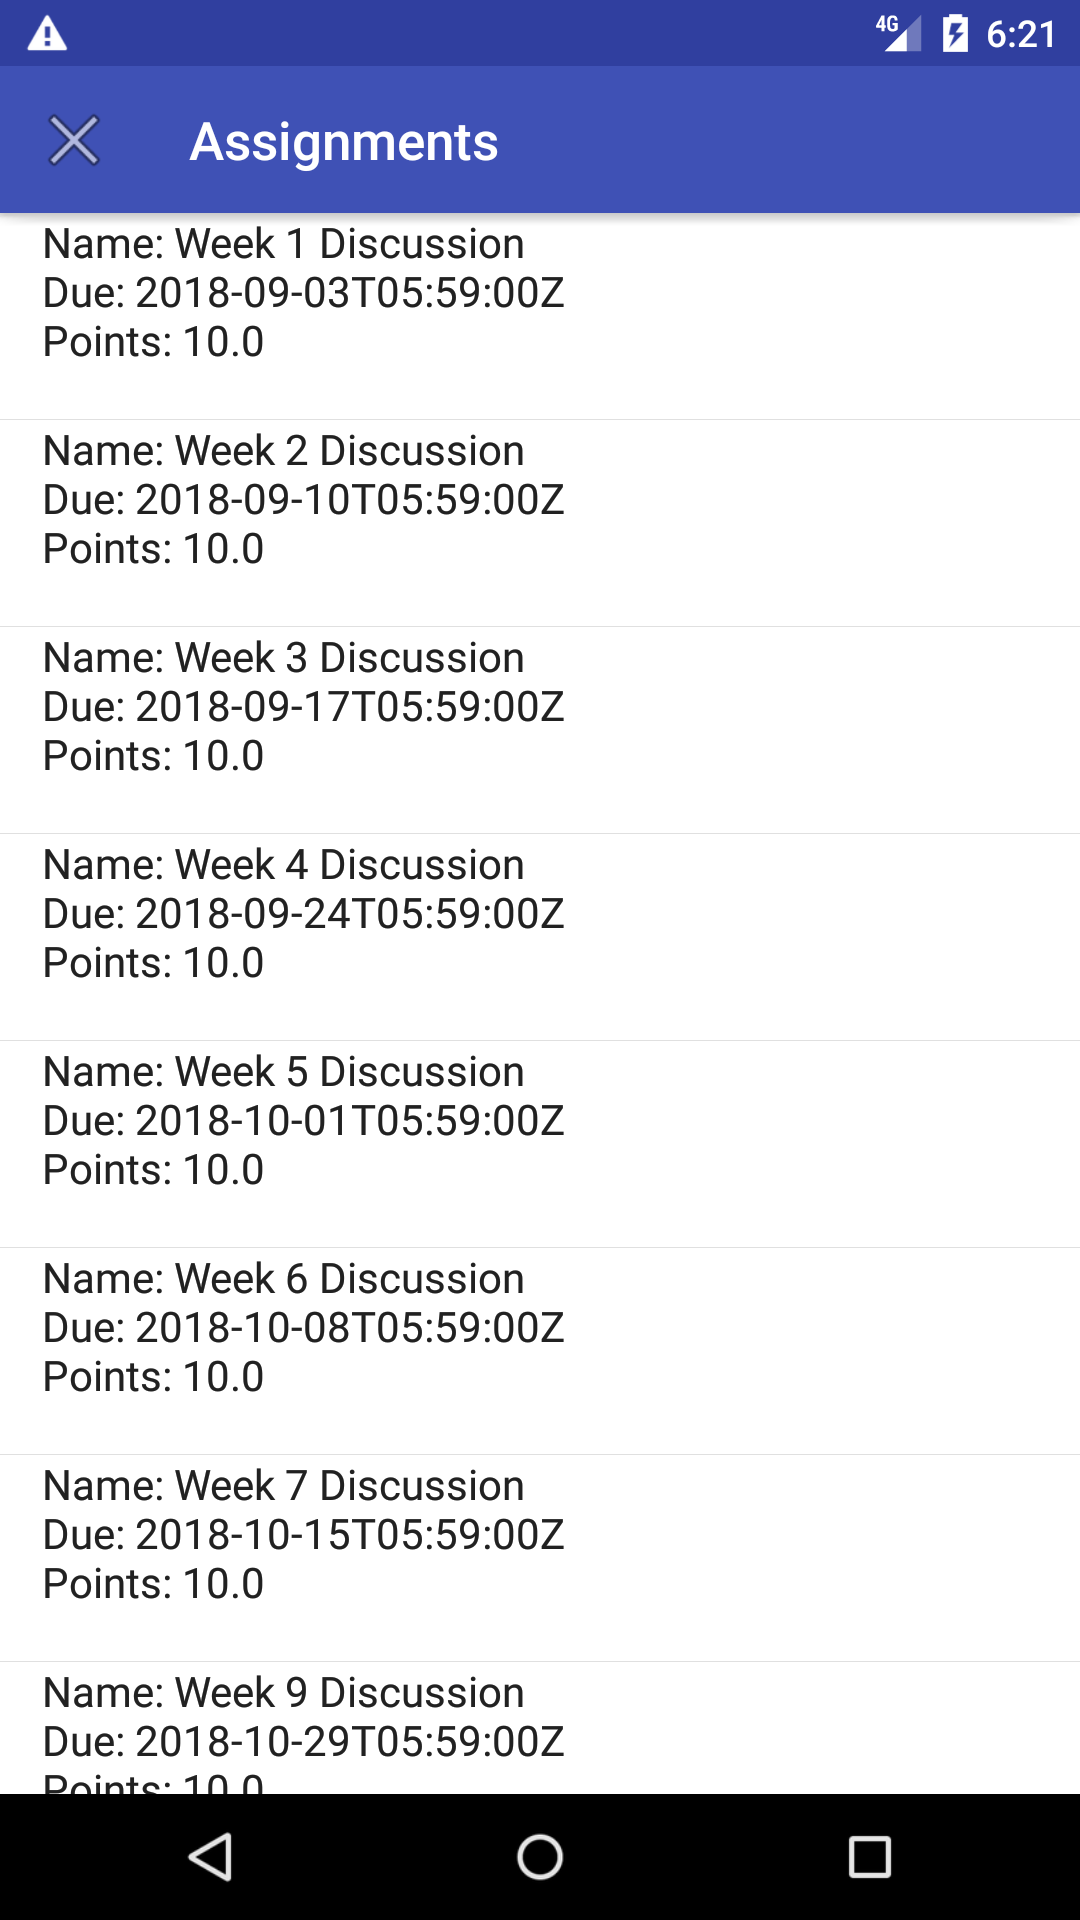 4G 6:21
Assignments
Name: Week 1 Discussion
Due: 2018-09-03T05:59:00Z
Points: 10.0
Name: Week 2 Discussion
Due: 2018-09-10T05:59:00Z
Points: 10.0
Name: Week 3 Discussion
Due: 2018-09-17T05:59:00Z
Points: 10.0
Name: Week 4 Discussion
Due: 2018-09-24T05:59:00Z
Points: 10.0
Name: Week 5 Discussion
Due: 2018-10-01T05:59:00Z
Points: 10.0
Name: Week 6 Discussion
Due: 2018-10-08T05:59:00Z
Points: 10.0
Name: Week 7 Discussion
Due: 2018-10-15T05:59:00Z
Points: 10.0
Name: Week 9 Discussion
Due: 2018-10-29T05:59:00Z
Points: 10.0